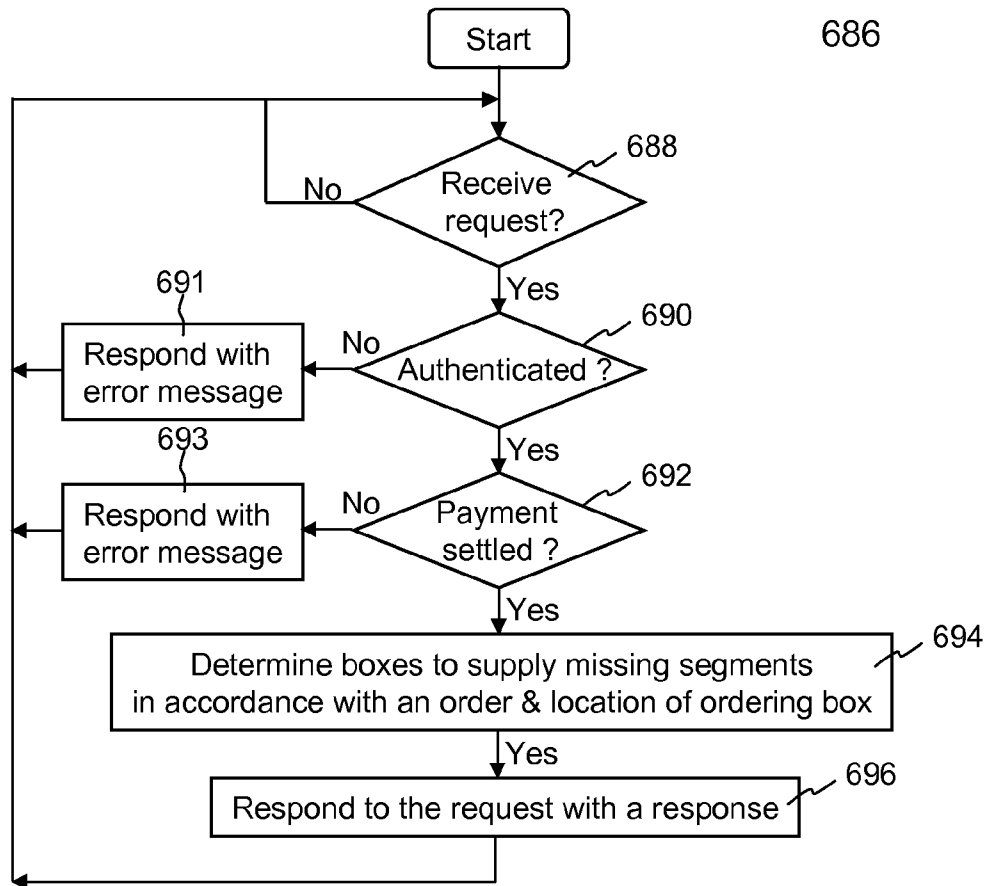 Start
686
688
No
Receive
request?
Yes
691
690
No
Respond with
error message
Authenticated ?
693
Yes
692
No
Respond with
error message
Payment
settled ?
Yes
694
Determine boxes to supply missing segments
in accordance with an order & location of ordering box
Yes
696
Respond to the request with a response